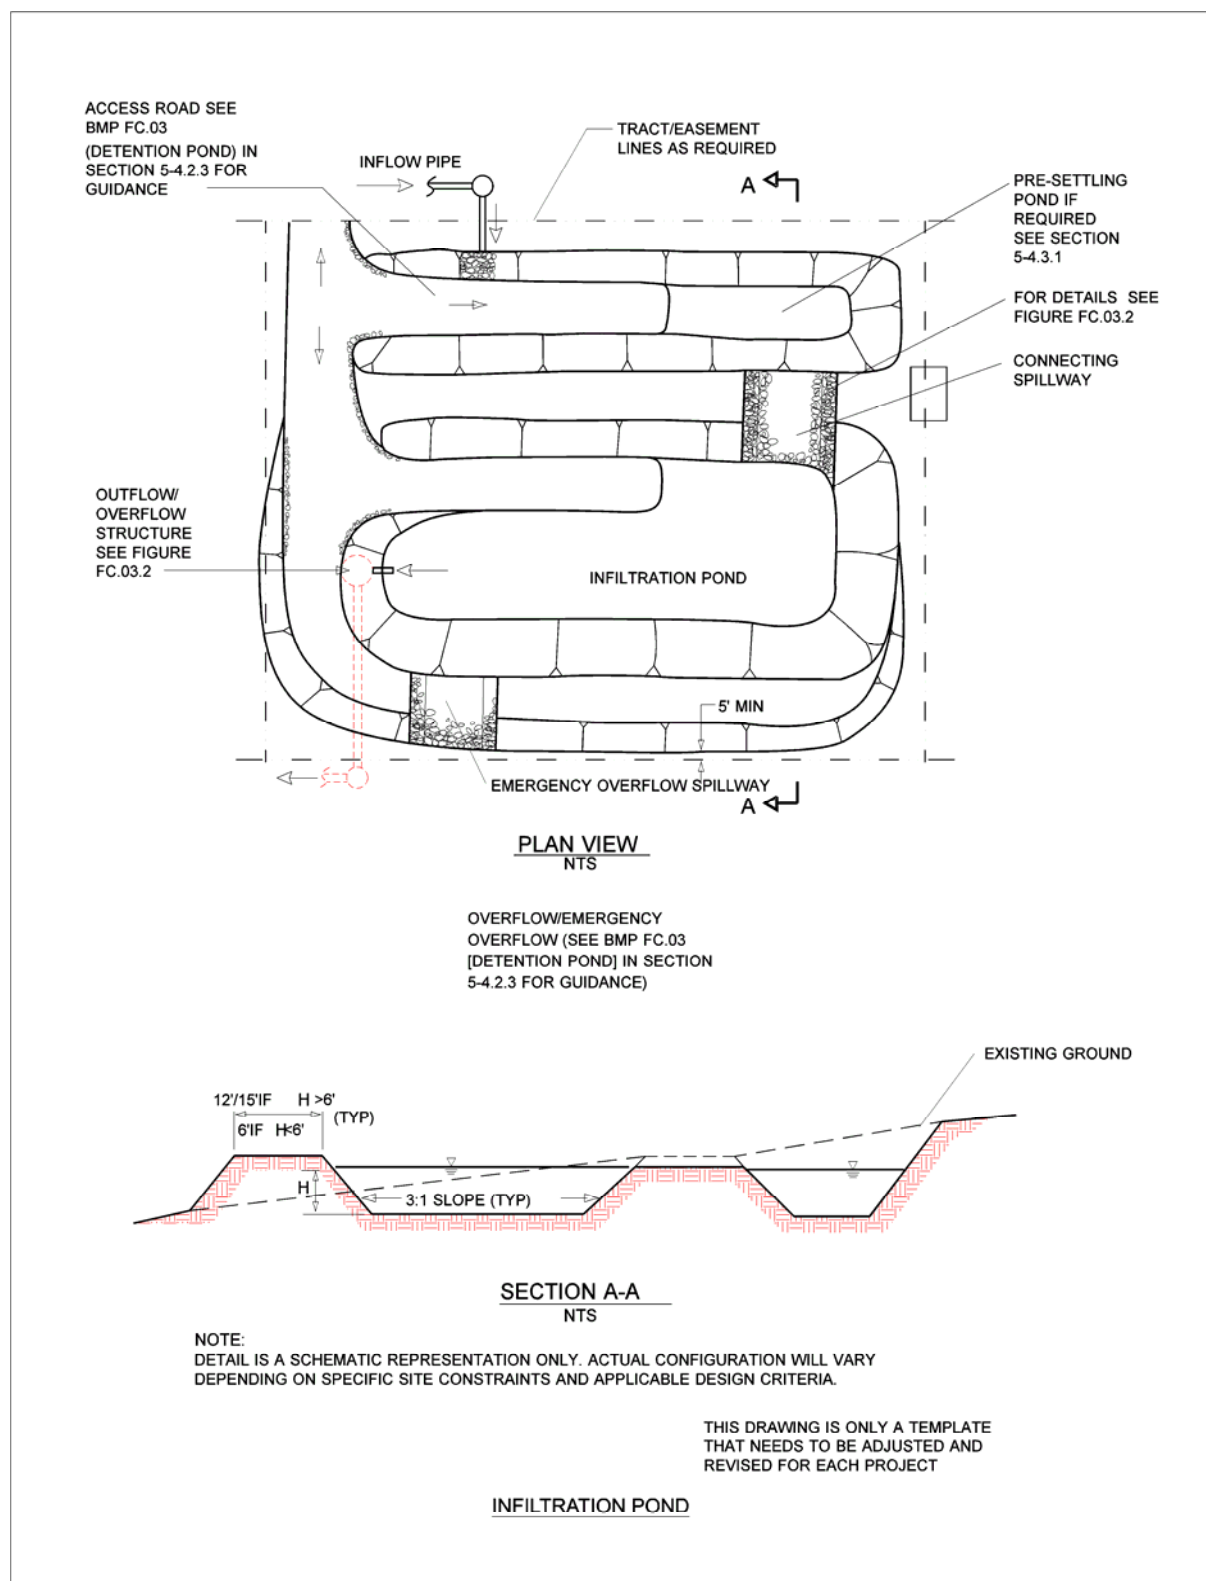 ACCESS ROAD SEE
BMP FC.03
(DETENTION POND) IN
SECTION 5-4.2.3 FOR
GUIDANCE
INFLOW PIPE
TRACT/EASEMENT
LINES AS REQUIRED
A
PRE-SETTLING
POND IF
REQUIRED
SEE SECTION
5-4.3.1
FOR DETAILS SEE
FIGURE FC.03.2
CONNECTING
SPILLWAY
OUTFLOW/
OVERFLOW
STRUCTURE
SEE FIGURE
FC.03.2
INFILTRATION POND
5' MIN
EMERGENCY OVERFLOW SPILLWAY
A
PLAN VIEW
NTS
OVERFLOW/EMERGENCY
OVERFLOW (SEE BMP FC.03
[DETENTION POND] IN SECTION
5-4.2.3 FOR GUIDANCE)
EXISTING GROUND
12'/15'IF H >6'
(TYP)
6'IF H<6'
H
3:1 SLOPE (TYP)
SECTION A-A
NTS
NOTE:
DETAIL IS A SCHEMATIC REPRESENTATION ONLY. ACTUAL CONFIGURATION WILL VARY
DEPENDING ON SPECIFIC SITE CONSTRAINTS AND APPLICABLE DESIGN CRITERIA.
THIS DRAWING IS ONLY A TEMPLATE
THAT NEEDS TO BE ADJUSTED AND
REVISED FOR EACH PROJECT
INFILTRATION POND